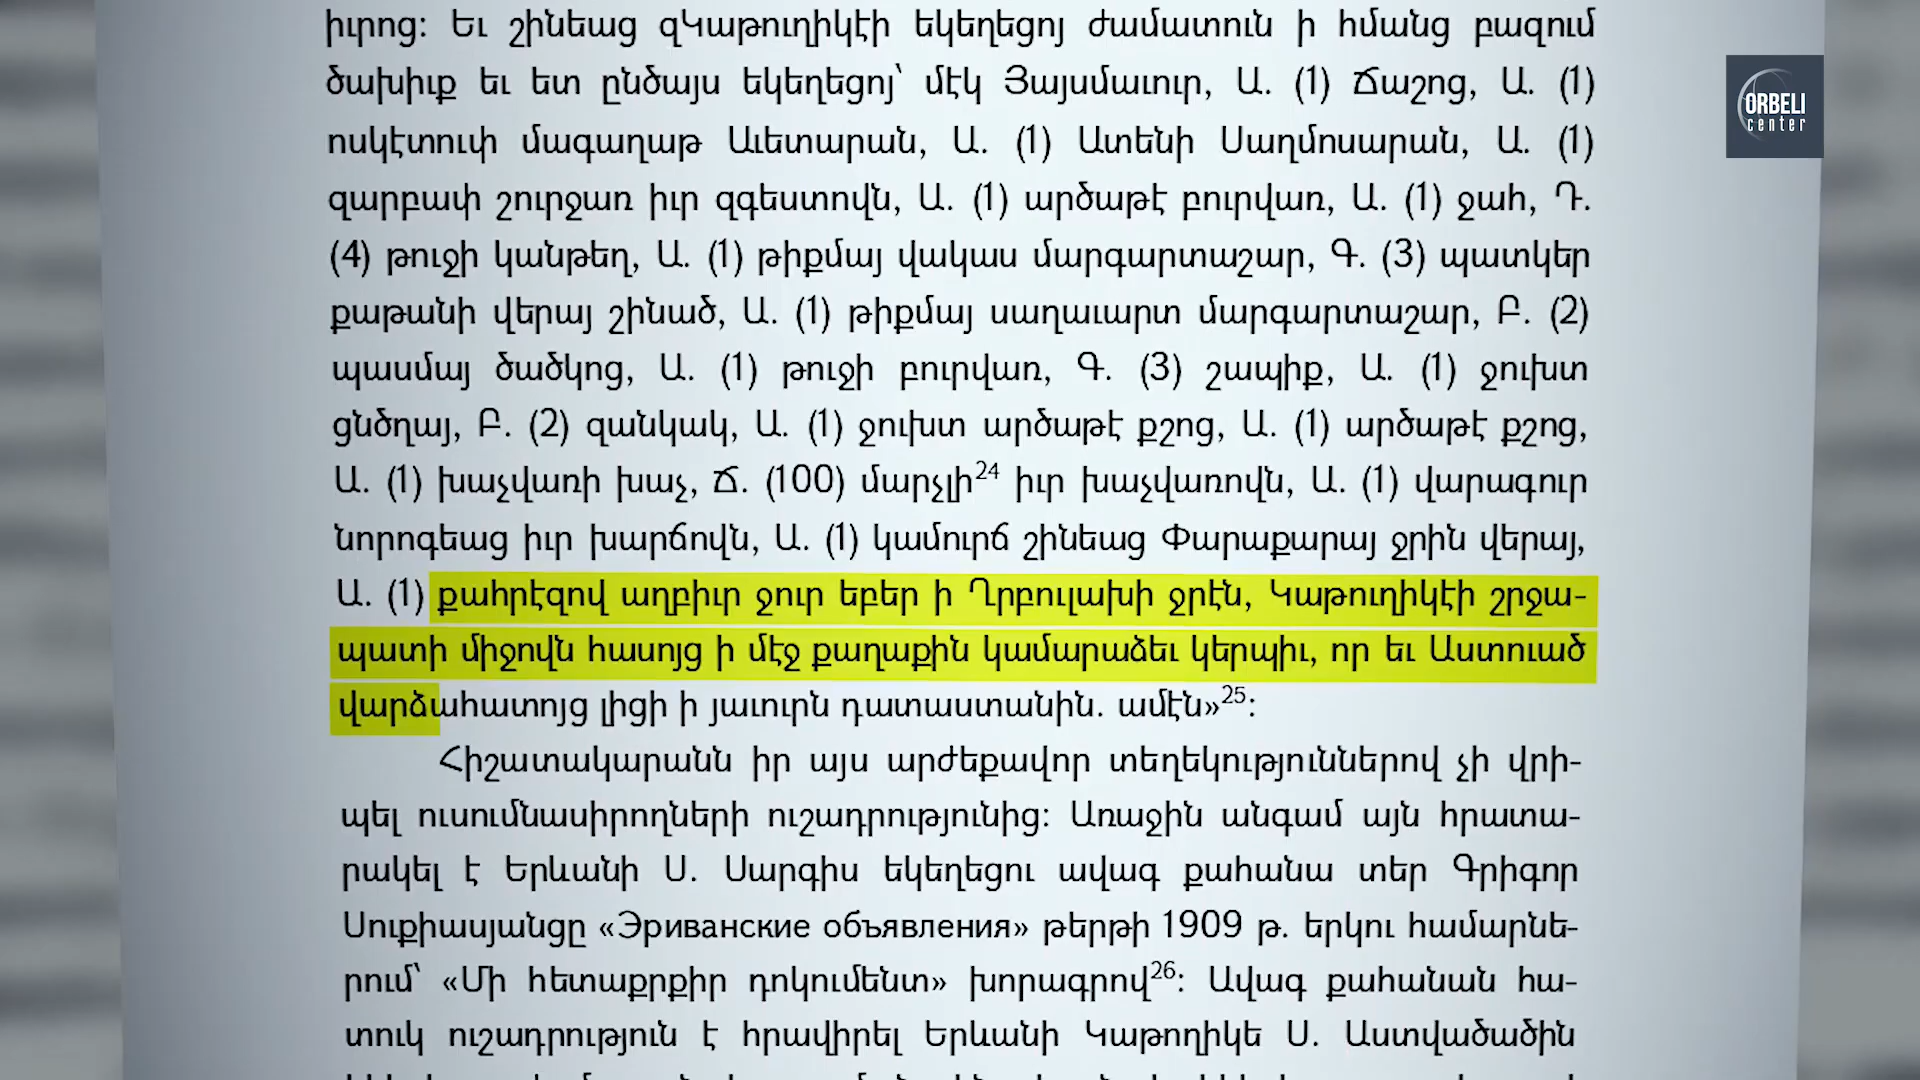 իւրոց։ Եւ շինեաց զԿաթուղիկէի եկեղեցոյ ժամատուն ի հմանց բազում
ծախիւք եւ ետ ընծայս եկեղեցոյ՝ մէկ Յայսմաւուր, Ա. (1) Ճաշոց, Ա. (1)
ոսկէտուփ մագաղաթ Աւետարան, Ա. (1) Ատենի Սաղմոսարան, Ա. (1)
զարբափ շուրջառ իւր զգեստովն, Ա. (1) արծաթէ բուրվառ, Ա. (1) ջահ, Դ.
(4) թուջի կանթեղ, Ա. (1) թիքմայ վակաս մարգարտաշար, Գ. (3) պատկեր
քաթանի վերայ շինած, Ա. (1) թիքմայ սաղաւարտ մարգարտաշար, Բ. (2)
պասմայ ծածկոց, Ա. (1) թուջի բուրվառ, Գ. (3) շապիք, Ա. (1) ջուխտ
ցնծղայ, Բ. (2) զանկակ, Ա. (1) ջուխտ արծաթէ քշոց, Ա. (1) արծաթէ քշոց,
Ա. (1) խաչվառի խաչ, Ճ. (100) մարչլի24 իւր խաչվառովն, Ա. (1) վարագուր
նորոգեաց իւր խարճովն, Ա. (1) կամուրճ շինեաց Փարաքարայ ջրին վերայ,
Ա. (1) քահրէզով աղբիւր ջուր եբեր ի Ղրբուլախի ջրէն, Կաթուղիկէի շրջա-
պատի միջովն հասոյց ի մէջ քաղաքին կամարաձեւ կերպիւ, որ եւ Աստուած
վարձահատոյց լիցի ի յաւուրն դատաստանին. ամէն»25։
Հիշատակարանն իր այս արժեքավոր տեղեկություններով չի վրի-
պել ուսումնասիրողների ուշադրությունից։ Առաջին անգամ այն հրատա-
րակել է Երևանի Ս. Սարգիս եկեղեցու ավագ քահանա տեր Գրիգոր
Սուքիասյանցը «Эриванские объявления» թերթի 1909 թ. երկու համարնե-
րում՝ «Մի հետաքրքիր դոկումենտ» խորագրով26։ Ավագ քահանան հա-
տուկ ուշադրություն է հրավիրել Երևանի Կաթողիկե Ս. Աստվածածին
ORBELI
center